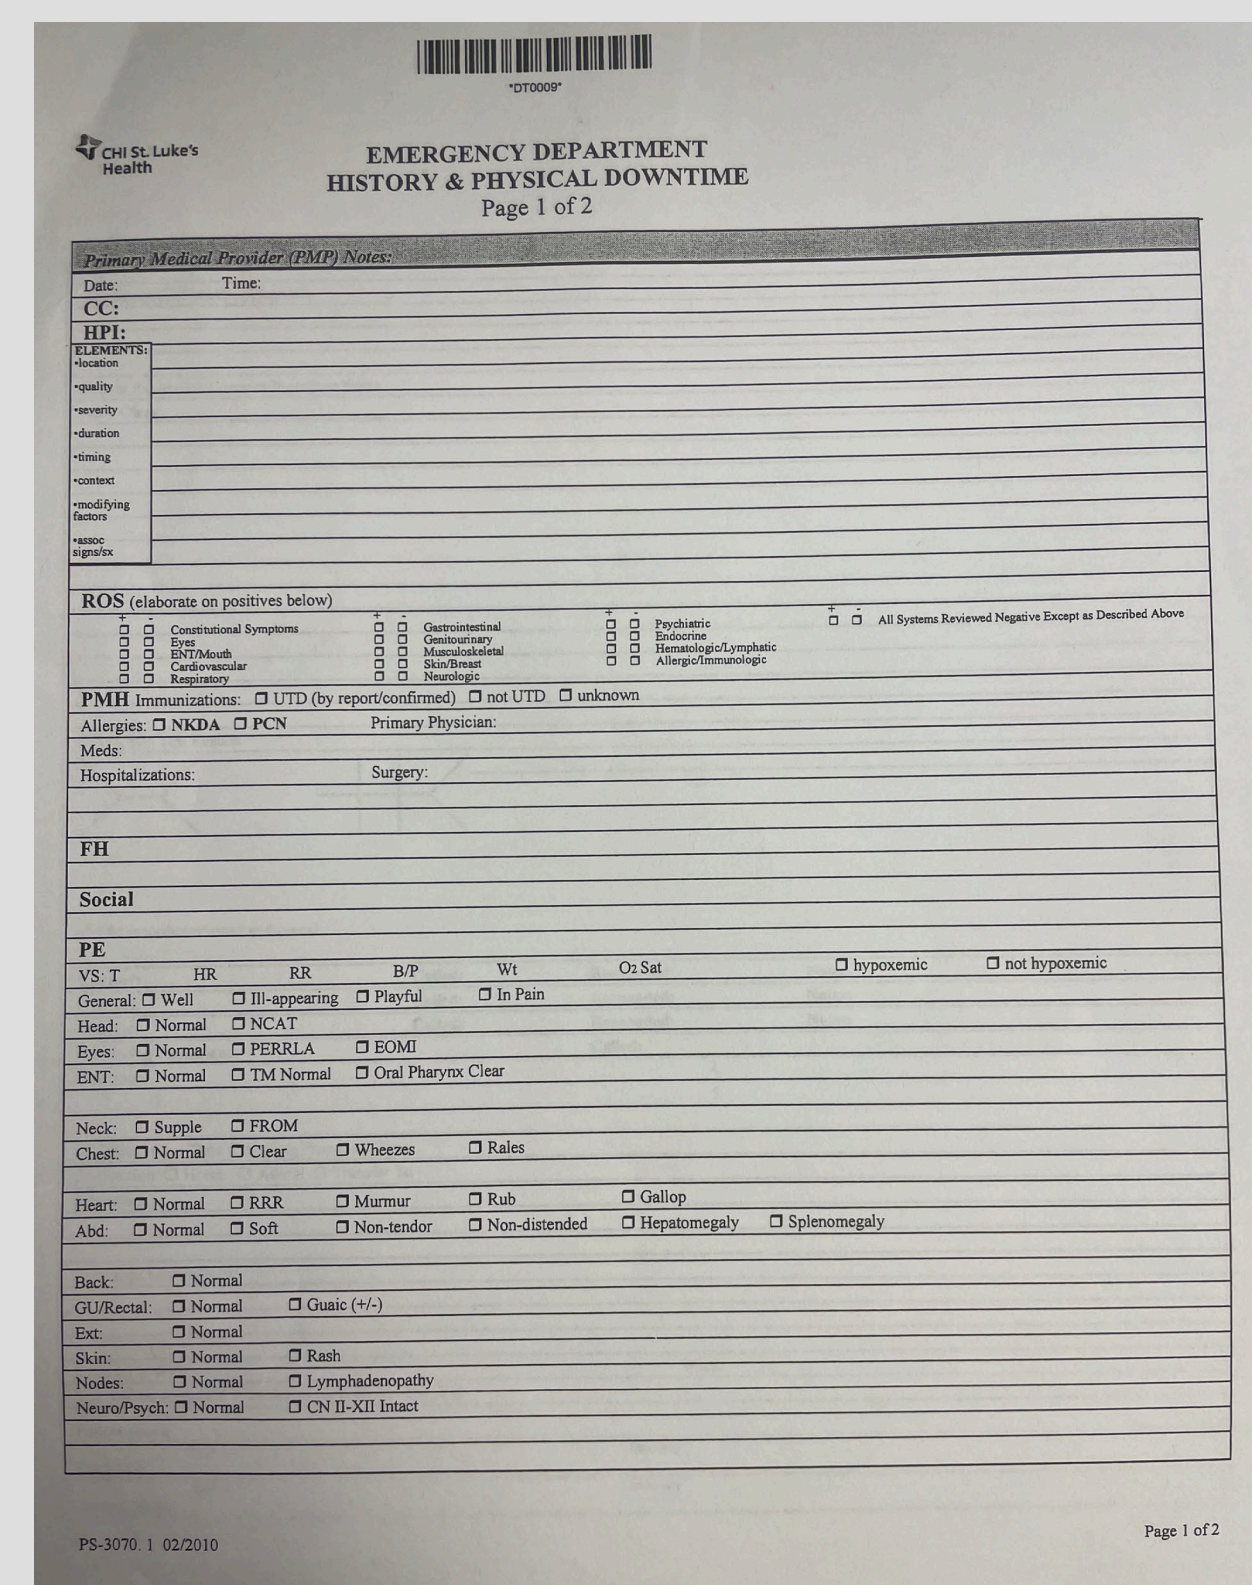 *DT0009*
CHI St. Luke's
Health
EMERGENCY DEPARTMENT
HISTORY & PHYSICAL DOWNTIME
Page 1 of 2
Primary Medical Provider (PMP) Notes:
Date: Time:
CC:
HPI:
ELEMENTS:
•location
•quality
•severity
•duration
•timing
•context
•modifying
factors
•assoc
signs/sx
ROS (elaborate on positives below)
+ - + - + - + -
Constitutional Symptoms Gastrointestinal Psychiatric All Systems Reviewed Negative Except as Described Above
Eyes Genitourinary Endocrine
ENT/Mouth Musculoskeletal Hematologic/Lymphatic
Cardiovascular Skin/Breast Allergic/Immunologic
Respiratory Neurologic
PMH Immunizations: UTD (by report/confirmed) not UTD unknown
Allergies: NKDA PCN Primary Physician:
Meds:
Hospitalizations: Surgery:
FH
Social
PE
VS: T HR RR B/P Wt O2 Sat hypoxemic not hypoxemic
General: Well Ill-appearing Playful In Pain
Head: Normal NCAT
Eyes: Normal PERRLA EOMI
ENT: Normal TM Normal Oral Pharynx Clear
Neck: Supple FROM
Chest: Normal Clear Wheezes Rales
Heart: Normal RRR Murmur Rub Gallop
Abd: Normal Soft Non-tendor Non-distended Hepatomegaly Splenomegaly
Back: Normal
GU/Rectal: Normal Guaic (+/-)
Ext: Normal
Skin: Normal Rash
Nodes: Normal Lymphadenopathy
Neuro/Psych: Normal CN II-XII Intact
PS-3070. 1 02/2010
Page 1 of 2